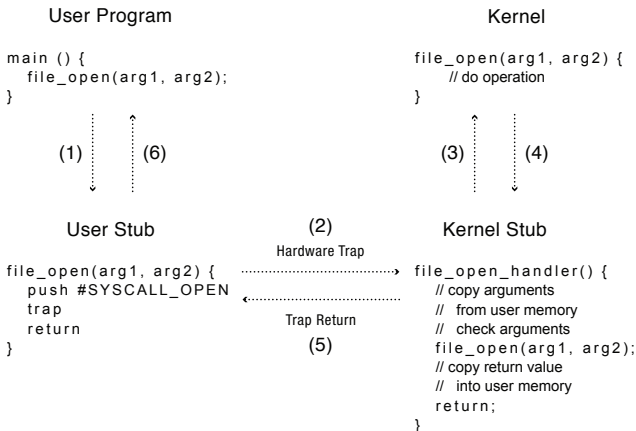 User Program
main () {
file_open(arg1, arg2);
}
Kernel
file_open(arg1, arg2) {
// do operation
}
(1)
(6)
(3)
(4)
User Stub
file_open(arg1, arg2) {
push #SYSCALL_OPEN
trap
return
}
(2)
Hardware Trap
Trap Return
(5)
Kernel Stub
file_open_handler() {
// copy arguments
// from user memory
// check arguments
file_open(arg1, arg2);
// copy return value
// into user memory
return;
}